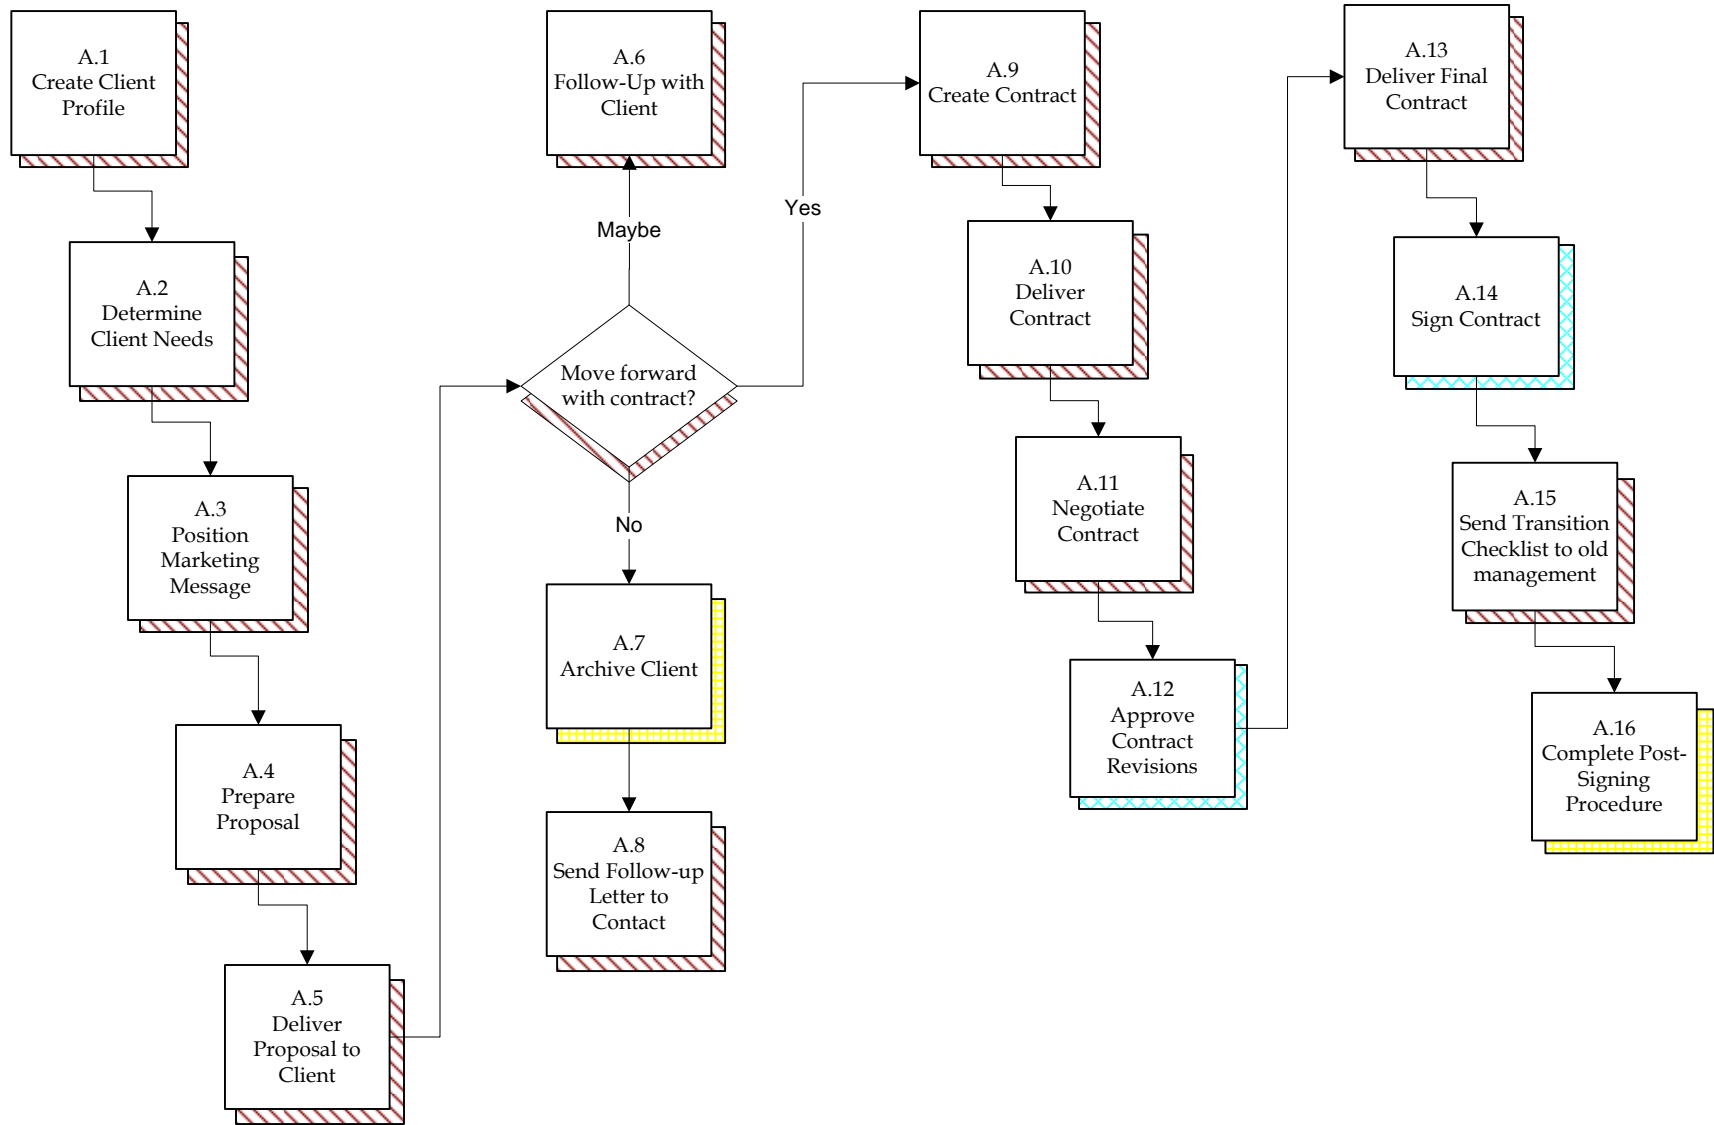 A.1
Create Client
Profile
A.2
Determine
Client Needs
A.3
Position
Marketing
Message
A.4
Prepare
Proposal
A.5
Deliver
Proposal to
Client
A.6
Follow-Up with
Client
Maybe
Move forward
with contract?
Yes
No
A.7
Archive Client
A.8
Send Follow-up
Letter to
Contact
A.9
Create Contract
A.10
Deliver
Contract
A.11
Negotiate
Contract
A.12
Approve
Contract
Revisions
A.13
Deliver Final
Contract
A.14
Sign Contract
A.15
Send Transition
Checklist to old
management
A.16
Complete Post-
Signing
Procedure